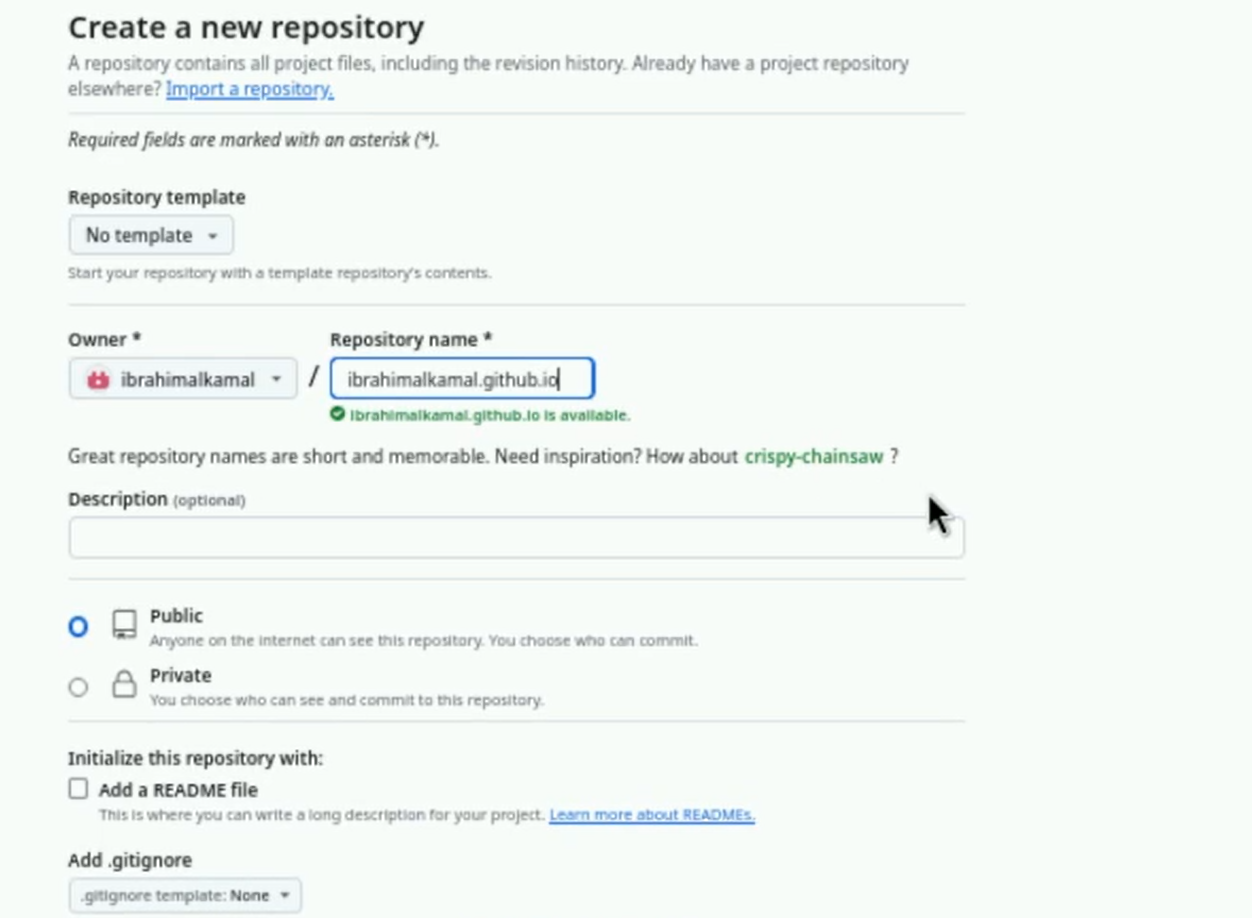 Create a new repository
A repository contains all project files, including the revision history. Already have a project repository
elsewhere? Import a repository.
Required fields are marked with an asterisk (*).
Repository template
No template
Start your repository with a template repository's contents.
Owner * Repository name *
ibrahimalkamal / ibrahimalkamal.github.io
ibrahimalkamal.github.io is available.
Great repository names are short and memorable. Need inspiration? How about crispy-chainsaw ?
Description (optional)
Public
Anyone on the internet can see this repository. You choose who can commit.
Private
You choose who can see and commit to this repository.
Initialize this repository with:
Add a README file
This is where you can write a long description for your project. Learn more about READMEs.
Add .gitignore
.gitignore template: None